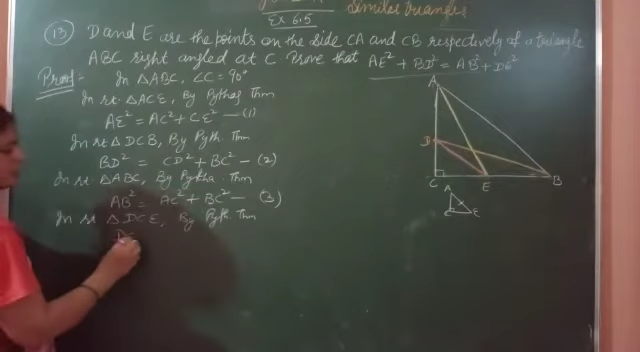 Similar triangles
Ex 6.5
(13) D and E are the points on the side CA and CB respectively of a triangle
ABC right angled at C Prove that AE² + BD² = AB² + DE²
Proof:- In △ABC, ∠C = 90°
In rt. △ACE, By Pythag Thm
AE² = AC² + CE² — (1)
In rt △DCB, By Pyth. Thm
BD² = CD² + BC² — (2)
In rt. △ABC, By Pytha. Thm
AB² = AC² + BC² — (3)
In rt △DCE, By Pyth Thm
D
A
D
C
E
B
A
C
E